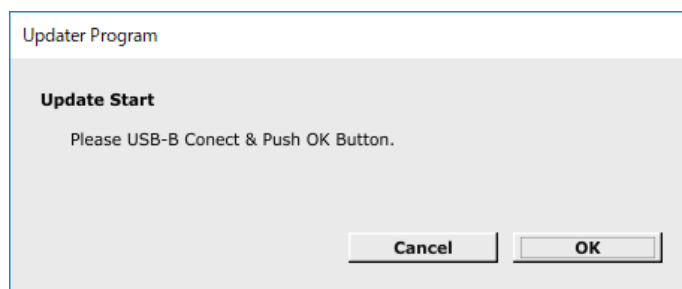 Updater Program
Update Start
Please USB-B Conect & Push OK Button.
Cancel OK